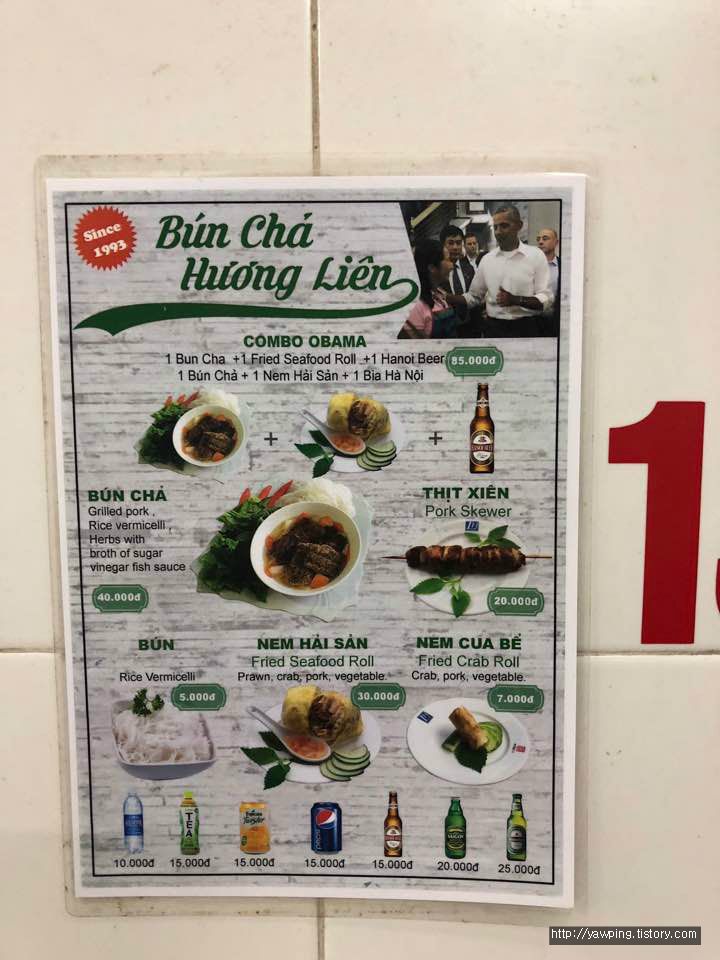 Since
1993
Bún Chả
Hương Liên
COMBO OBAMA
1 Bun Cha +1 Fried Seafood Roll +1 Hanoi Beer
85.000đ
1 Bún Chả + 1 Nem Hải Sản + 1 Bia Hà Nội
+
+
BÚN CHẢ
Grilled pork ,
Rice vermicelli ,
Herbs with
broth of sugar
vinegar fish sauce
40.000đ
THỊT XIÊN
Pork Skewer
20.000đ
BÚN
Rice Vermicelli
5.000đ
NEM HẢI SẢN
Fried Seafood Roll
Prawn, crab, pork, vegetable.
30.000đ
NEM CUA BỂ
Fried Crab Roll
Crab, pork, vegetable.
7.000đ
TEA
pepsi
10.000đ 15.000đ 15.000đ 15.000đ 15.000đ 20.000đ 25.000đ
1
http://yawping.tistory.com